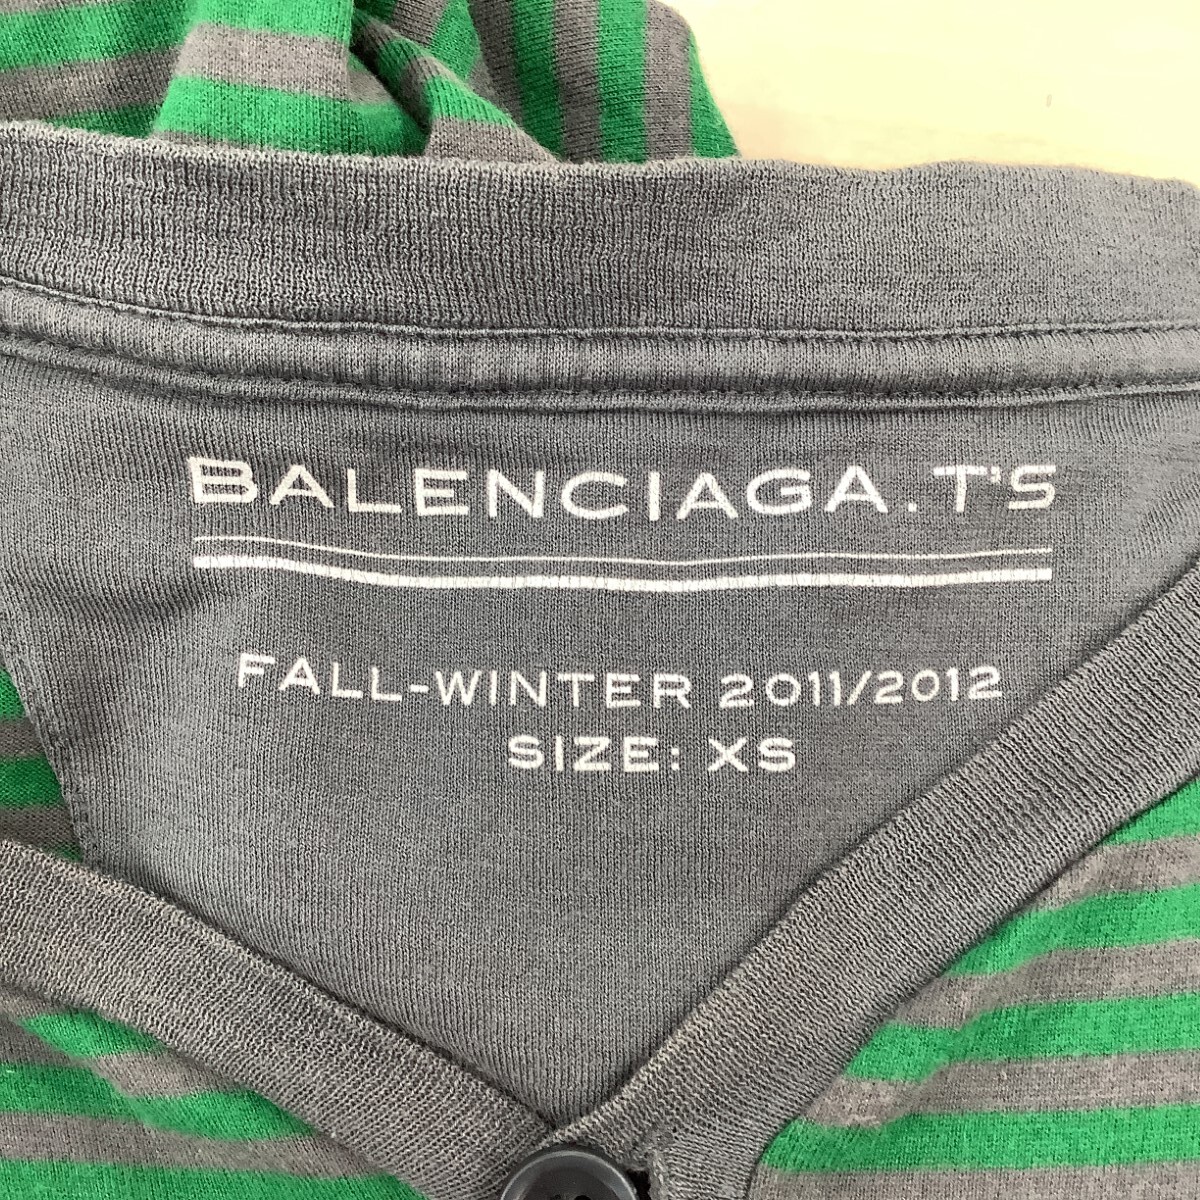 BALENCIAGA.T'S
FALL-WINTER 2011/2012
SIZE: XS